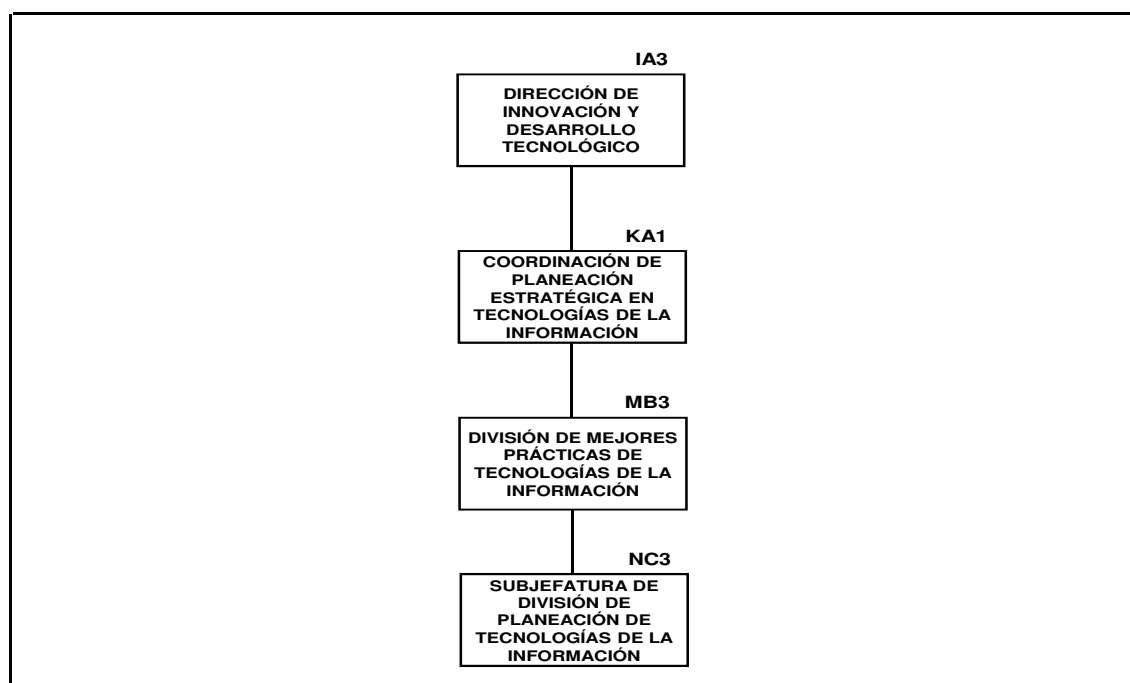 IA3
DIRECCIÓN DE
INNOVACIÓN Y
DESARROLLO
TECNOLÓGICO
KA1
COORDINACIÓN DE
PLANEACIÓN
ESTRATÉGICA EN
TECNOLOGÍAS DE LA
INFORMACIÓN
MB3
DIVISIÓN DE MEJORES
PRÁCTICAS DE
TECNOLOGÍAS DE LA
INFORMACIÓN
NC3
SUBJEFATURA DE
DIVISIÓN DE
PLANEACIÓN DE
TECNOLOGÍAS DE LA
INFORMACIÓN